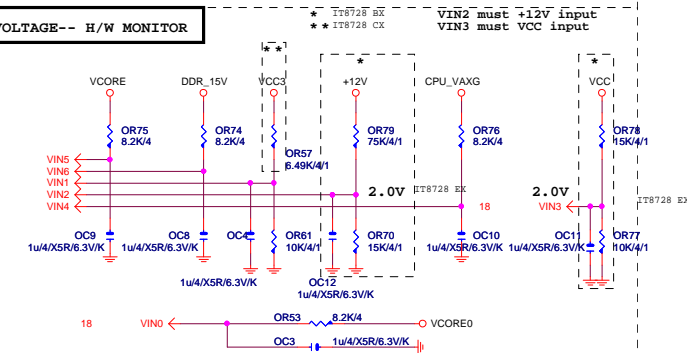 * IT8728 BX VIN2 must +12V input
** IT8728 CX VIN3 must VCC input
VOLTAGE-- H/W MONITOR
**
*
*
VCORE DDR_15V VCC3 +12V CPU_VAXG VCC
OR75 8.2K/4
OR74 8.2K/4
OR57 6.49K/4/1
OR79 75K/4/1
OR76 8.2K/4
OR78 15K/4/1
VIN5
VIN6
VIN1
VIN2
VIN4
2.0V IT8728 EX
18
2.0V
VIN3
IT8728 EX
OC9 1u/4/X5R/6.3V/K
OC8 1u/4/X5R/6.3V/K
OC4 1u/4/X5R/6.3V/K
OR61 10K/4/1
OC12 1u/4/X5R/6.3V/K
OR70 15K/4/1
OC10 1u/4/X5R/6.3V/K
OC11 1u/4/X5R/6.3V/K
OR77 10K/4/1
18 VIN0
OR53 8.2K/4 VCORE0
OC3 1u/4/X5R/6.3V/K